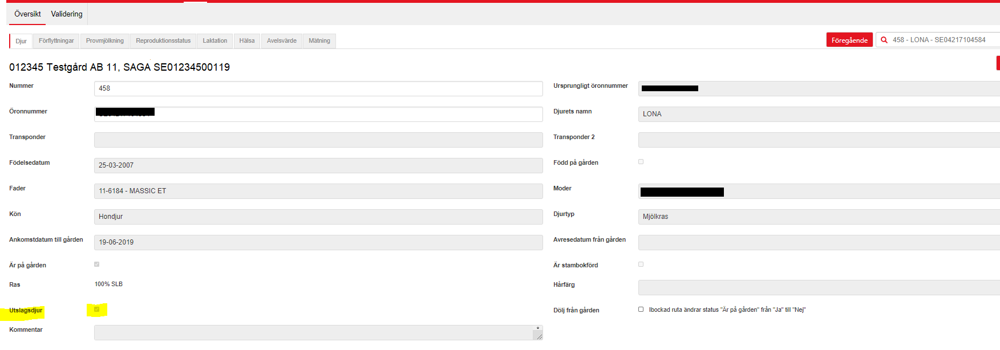 Översikt Validering
Djur Förflyttningar Provmjölkning Reproduktionsstatus Laktation Hälsa Avelsvärde Mätning
Föregående 458 - LONA - SE04217104584
012345 Testgård AB 11, SAGA SE01234500119
Nummer 458 Ursprungligt öronnummer
Öronnummer Djurets namn LONA
Transponder Transponder 2
Födelsedatum 25-03-2007 Född på gården
Fader 11-6184 - MASSIC ET Moder
Kön Hondjur Djurtyp Mjölkras
Ankomstdatum till gården 19-06-2019 Avresedatum från gården
Är på gården Är stambokförd
Ras 100% SLB Hårfärg
Utslagsdjur Dölj från gården Ibockad ruta ändrar status "Är på gården" från "Ja" till "Nej"
Kommentar